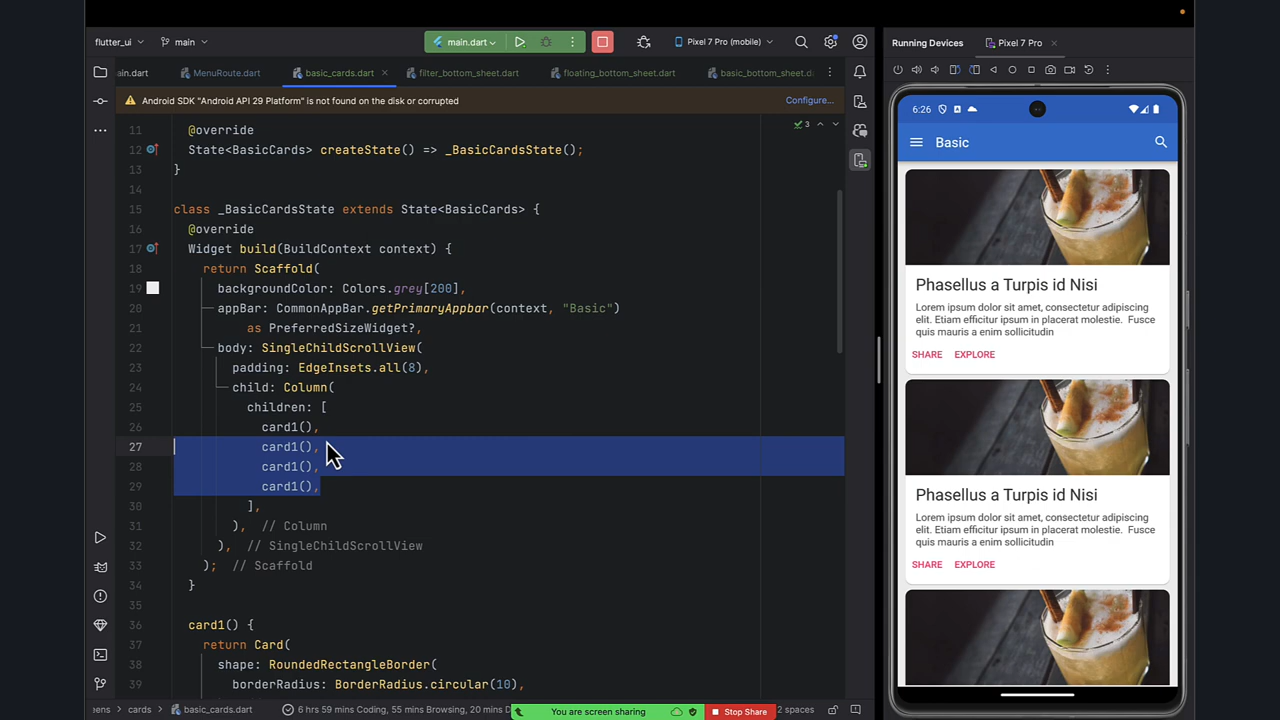 flutter_ui
main
main.dart
Pixel 7 Pro (mobile)
Running Devices
Pixel 7 Pro
ain.dart
MenuRoute.dart
basic_cards.dart
filter_bottom_sheet.dart
floating_bottom_sheet.dart
basic_bottom_sheet.da
Android SDK "Android API 29 Platform" is not found on the disk or corrupted
Configure...
3
11 @override
12 State<BasicCards> createState() => _BasicCardsState();
13 }
14
15 class _BasicCardsState extends State<BasicCards> {
16 @override
17 Widget build(BuildContext context) {
18 return Scaffold(
19 backgroundColor: Colors.grey[200],
20 appBar: CommonAppBar.getPrimaryAppbar(context, "Basic")
21 as PreferredSizeWidget?,
22 body: SingleChildScrollView(
23 padding: EdgeInsets.all(8),
24 child: Column(
25 children: [
26 card1(),
27 card1(),
28 card1(),
29 card1(),
30 ],
31 ), // Column
32 ), // SingleChildScrollView
33 ); // Scaffold
34 }
35
36 card1() {
37 return Card(
38 shape: RoundedRectangleBorder(
39 borderRadius: BorderRadius.circular(10),
eens
cards
basic_cards.dart
6 hrs 59 mins Coding, 55 mins Browsing, 20 mins D
You are screen sharing
Stop Share
2 spaces
6:26
Basic
Phasellus a Turpis id Nisi
Lorem ipsum dolor sit amet, consectetur adipiscing
elit. Etiam efficitur ipsum in placerat molestie. Fusce
quis mauris a enim sollicitudin
SHARE EXPLORE
Phasellus a Turpis id Nisi
Lorem ipsum dolor sit amet, consectetur adipiscing
elit. Etiam efficitur ipsum in placerat molestie. Fusce
quis mauris a enim sollicitudin
SHARE EXPLORE